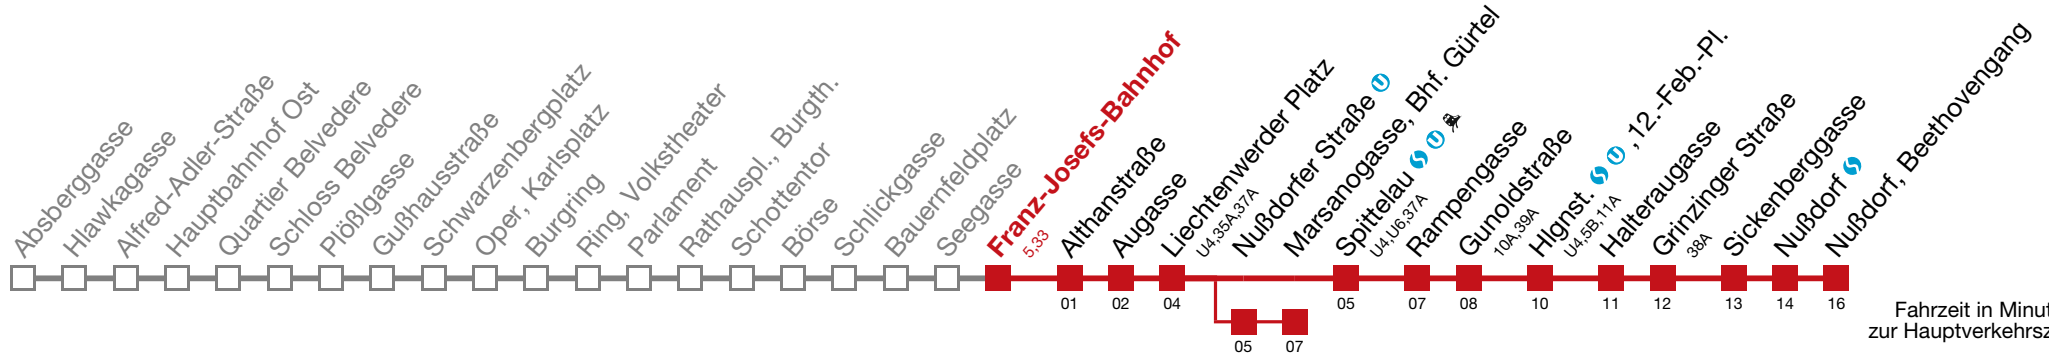 Absberggasse
Hlawkagasse
Alfred-Adler-Straße
Hauptbahnhof Ost
Quartier Belvedere
Schloss Belvedere
Plößlgasse
Gußhausstraße
Schwarzenbergplatz
Oper, Karlsplatz
Burgring
Ring, Volkstheater
Parlament
Rathauspl., Burgth.
Schottentor
Börse
Schlickgasse
Bauernfeldplatz
Seegasse
Franz-Josefs-Bahnhof
5,33
Althanstraße
Augasse
Liechtenwerder Platz
U4,35A,37A
Nußdorfer Straße U
Marsanogasse, Bhf. Gürtel
Spittelau S U
U4,U6,37A
Rampengasse
Gunoldstraße
10A,39A
Hlgnst. S U , 12.-Feb.-Pl.
U4,5B,11A
Halteraugasse
Grinzinger Straße
38A
Sickenberggasse
Nußdorf S
Nußdorf, Beethovengang
01 02 04 05 07 08 10 11 12 13 14 16
05 07
Fahrzeit in Minut
zur Hauptverkehrsz